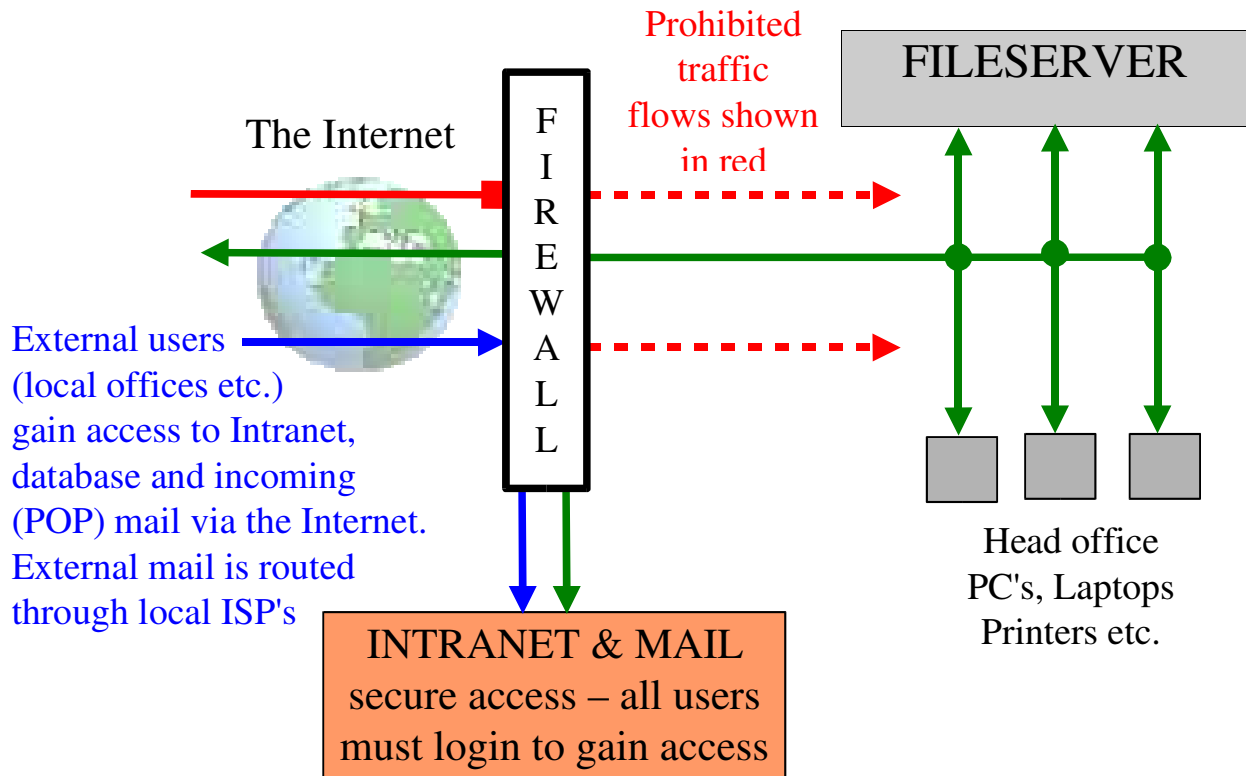 Prohibited
traffic
flows shown
in red
FILESERVER
The Internet
FIREWALL
External users
(local offices etc.)
gain access to Intranet,
database and incoming
(POP) mail via the Internet.
External mail is routed
through local ISP's
Head office
PC's, Laptops
Printers etc.
INTRANET & MAIL
secure access – all users
must login to gain access